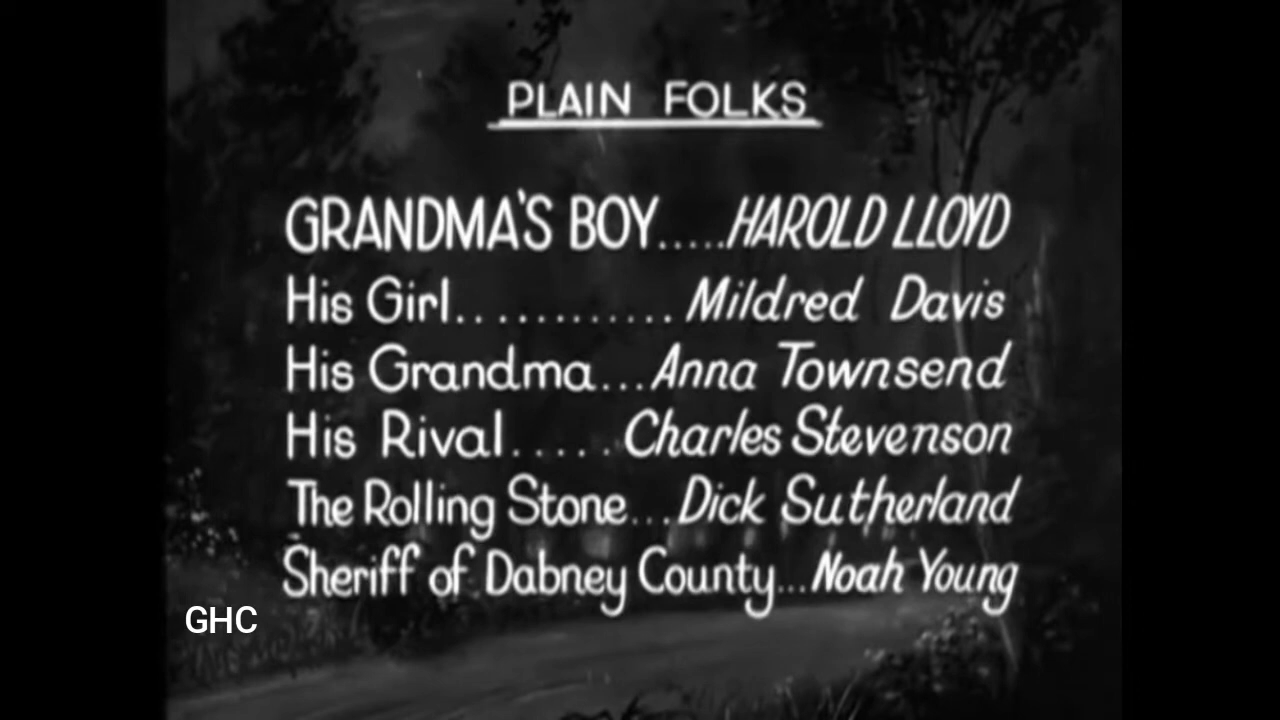 PLAIN FOLKS
GRANDMA'S BOY.....HAROLD LLOYD
His Girl............Mildred Davis
His Grandma...Anna Townsend
His Rival.....Charles Stevenson
The Rolling Stone...Dick Sutherland
Sheriff of Dabney County...Noah Young
GHC